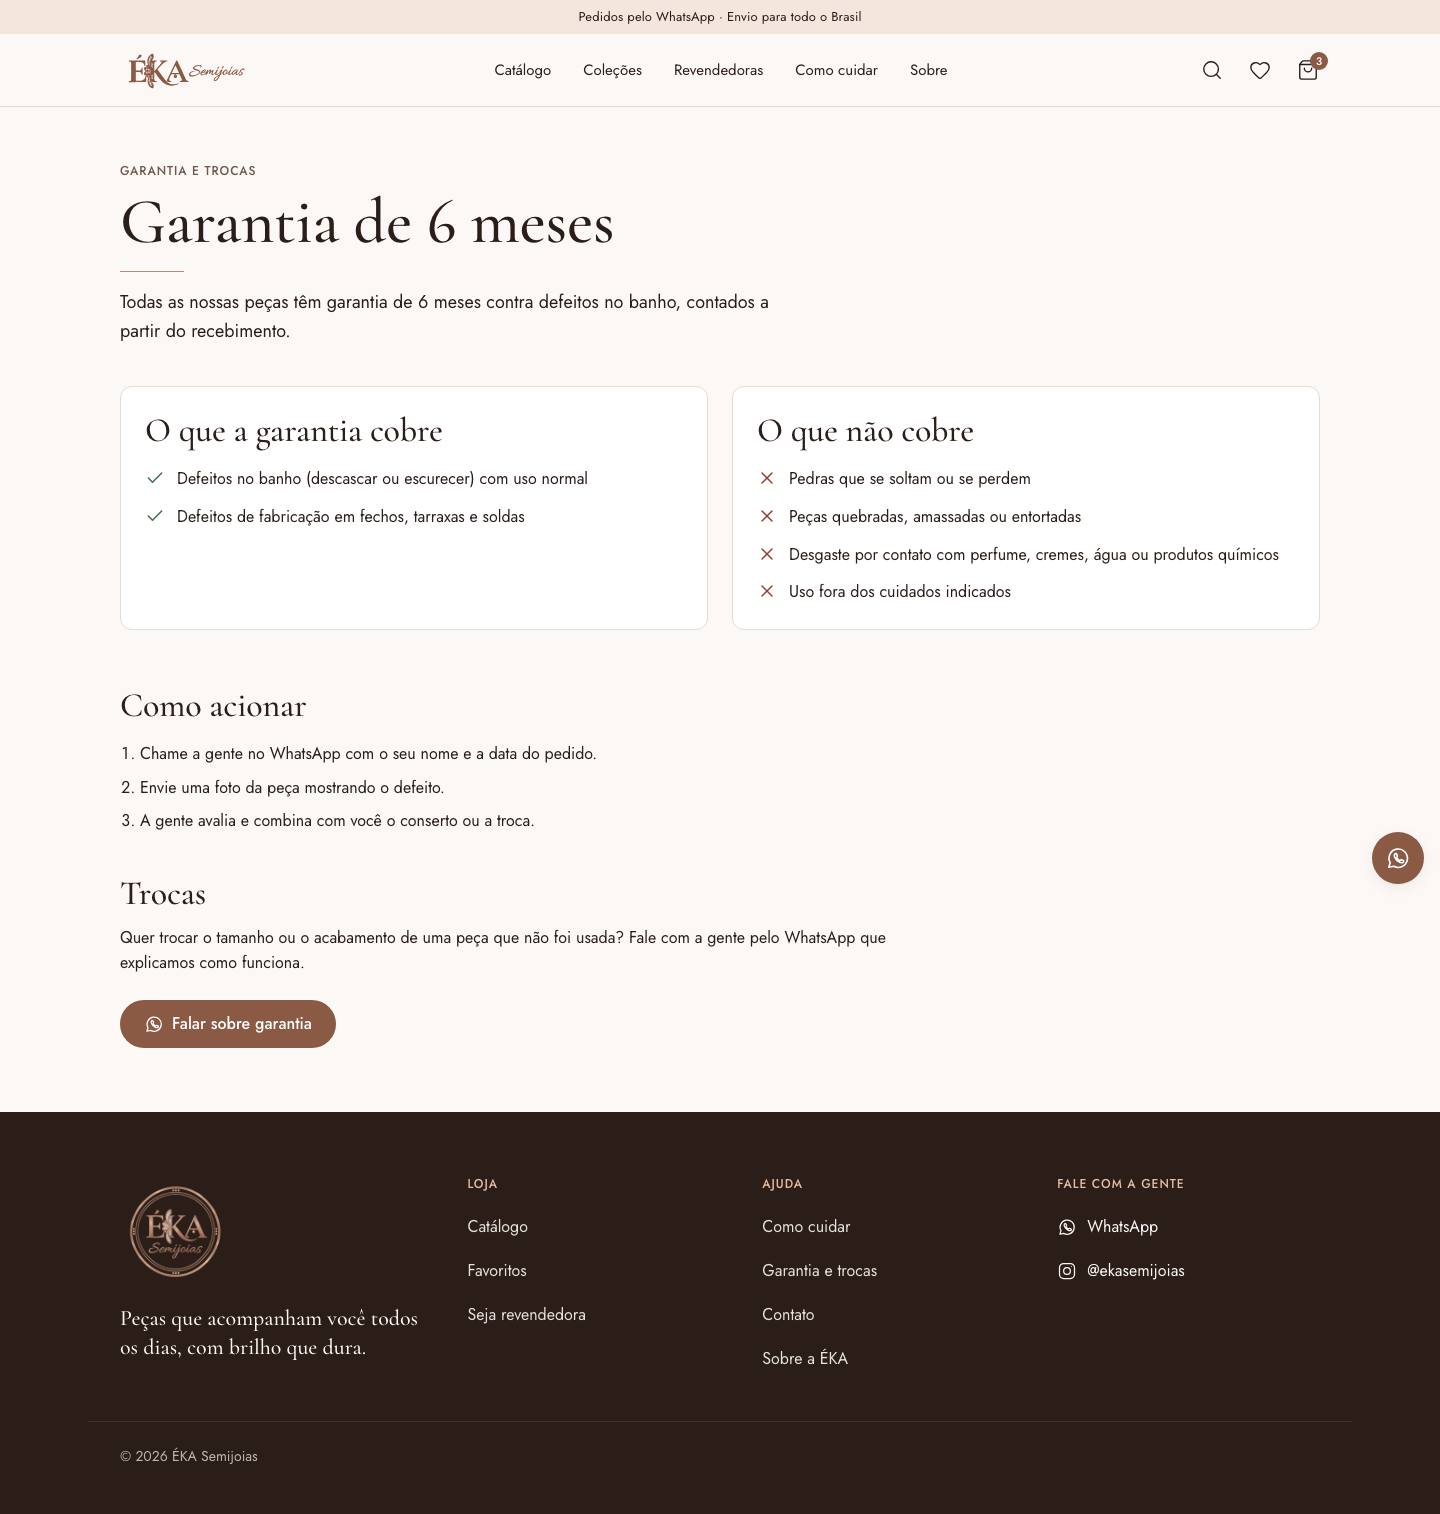 Pedidos pelo WhatsApp · Envio para todo o Brasil
ÉKA Semijoias
Catálogo
Coleções
Revendedoras
Como cuidar
Sobre
3
GARANTIA E TROCAS
Garantia de 6 meses
Todas as nossas peças têm garantia de 6 meses contra defeitos no banho, contados a
partir do recebimento.
O que a garantia cobre
Defeitos no banho (descascar ou escurecer) com uso normal
Defeitos de fabricação em fechos, tarraxas e soldas
O que não cobre
Pedras que se soltam ou se perdem
Peças quebradas, amassadas ou entortadas
Desgaste por contato com perfume, cremes, água ou produtos químicos
Uso fora dos cuidados indicados
Como acionar
1. Chame a gente no WhatsApp com o seu nome e a data do pedido.
2. Envie uma foto da peça mostrando o defeito.
3. A gente avalia e combina com você o conserto ou a troca.
Trocas
Quer trocar o tamanho ou o acabamento de uma peça que não foi usada? Fale com a gente pelo WhatsApp que
explicamos como funciona.
Falar sobre garantia
ÉKA
Semijoias
Peças que acompanham você todos
os dias, com brilho que dura.
LOJA
Catálogo
Favoritos
Seja revendedora
AJUDA
Como cuidar
Garantia e trocas
Contato
Sobre a ÉKA
FALE COM A GENTE
WhatsApp
@ekasemijoias
© 2026 ÉKA Semijoias